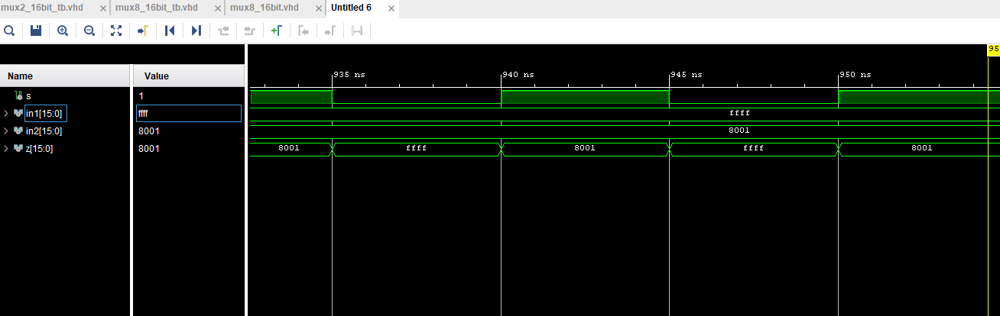 mux2_16bit_tb.vhd × mux8_16bit_tb.vhd × mux8_16bit.vhd × Untitled 6 ×
95
Name Value 935 ns 940 ns 945 ns 950 ns
s 1
in1[15:0] ffff ffff
in2[15:0] 8001 8001
z[15:0] 8001 8001 ffff 8001 ffff 8001